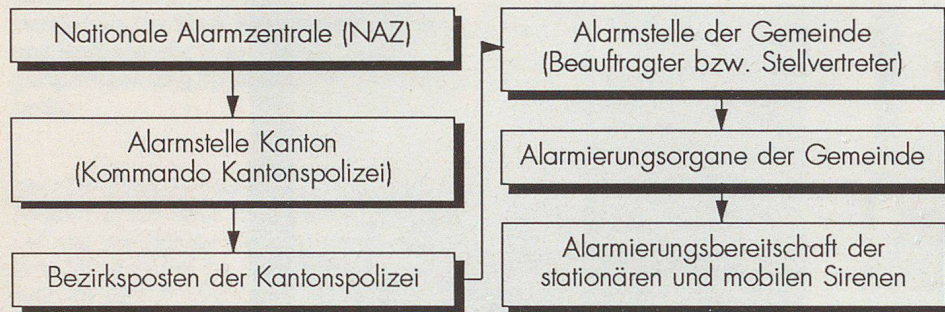 Nationale Alarmzentrale (NAZ)
Alarmstelle Kanton
(Kommando Kantonspolizei)
Bezirksposten der Kantonspolizei
Alarmstelle der Gemeinde
(Beauftragter bzw. Stellvertreter)
Alarmierungsorgane der Gemeinde
Alarmierungsbereitschaft der
stationären und mobilen Sirenen